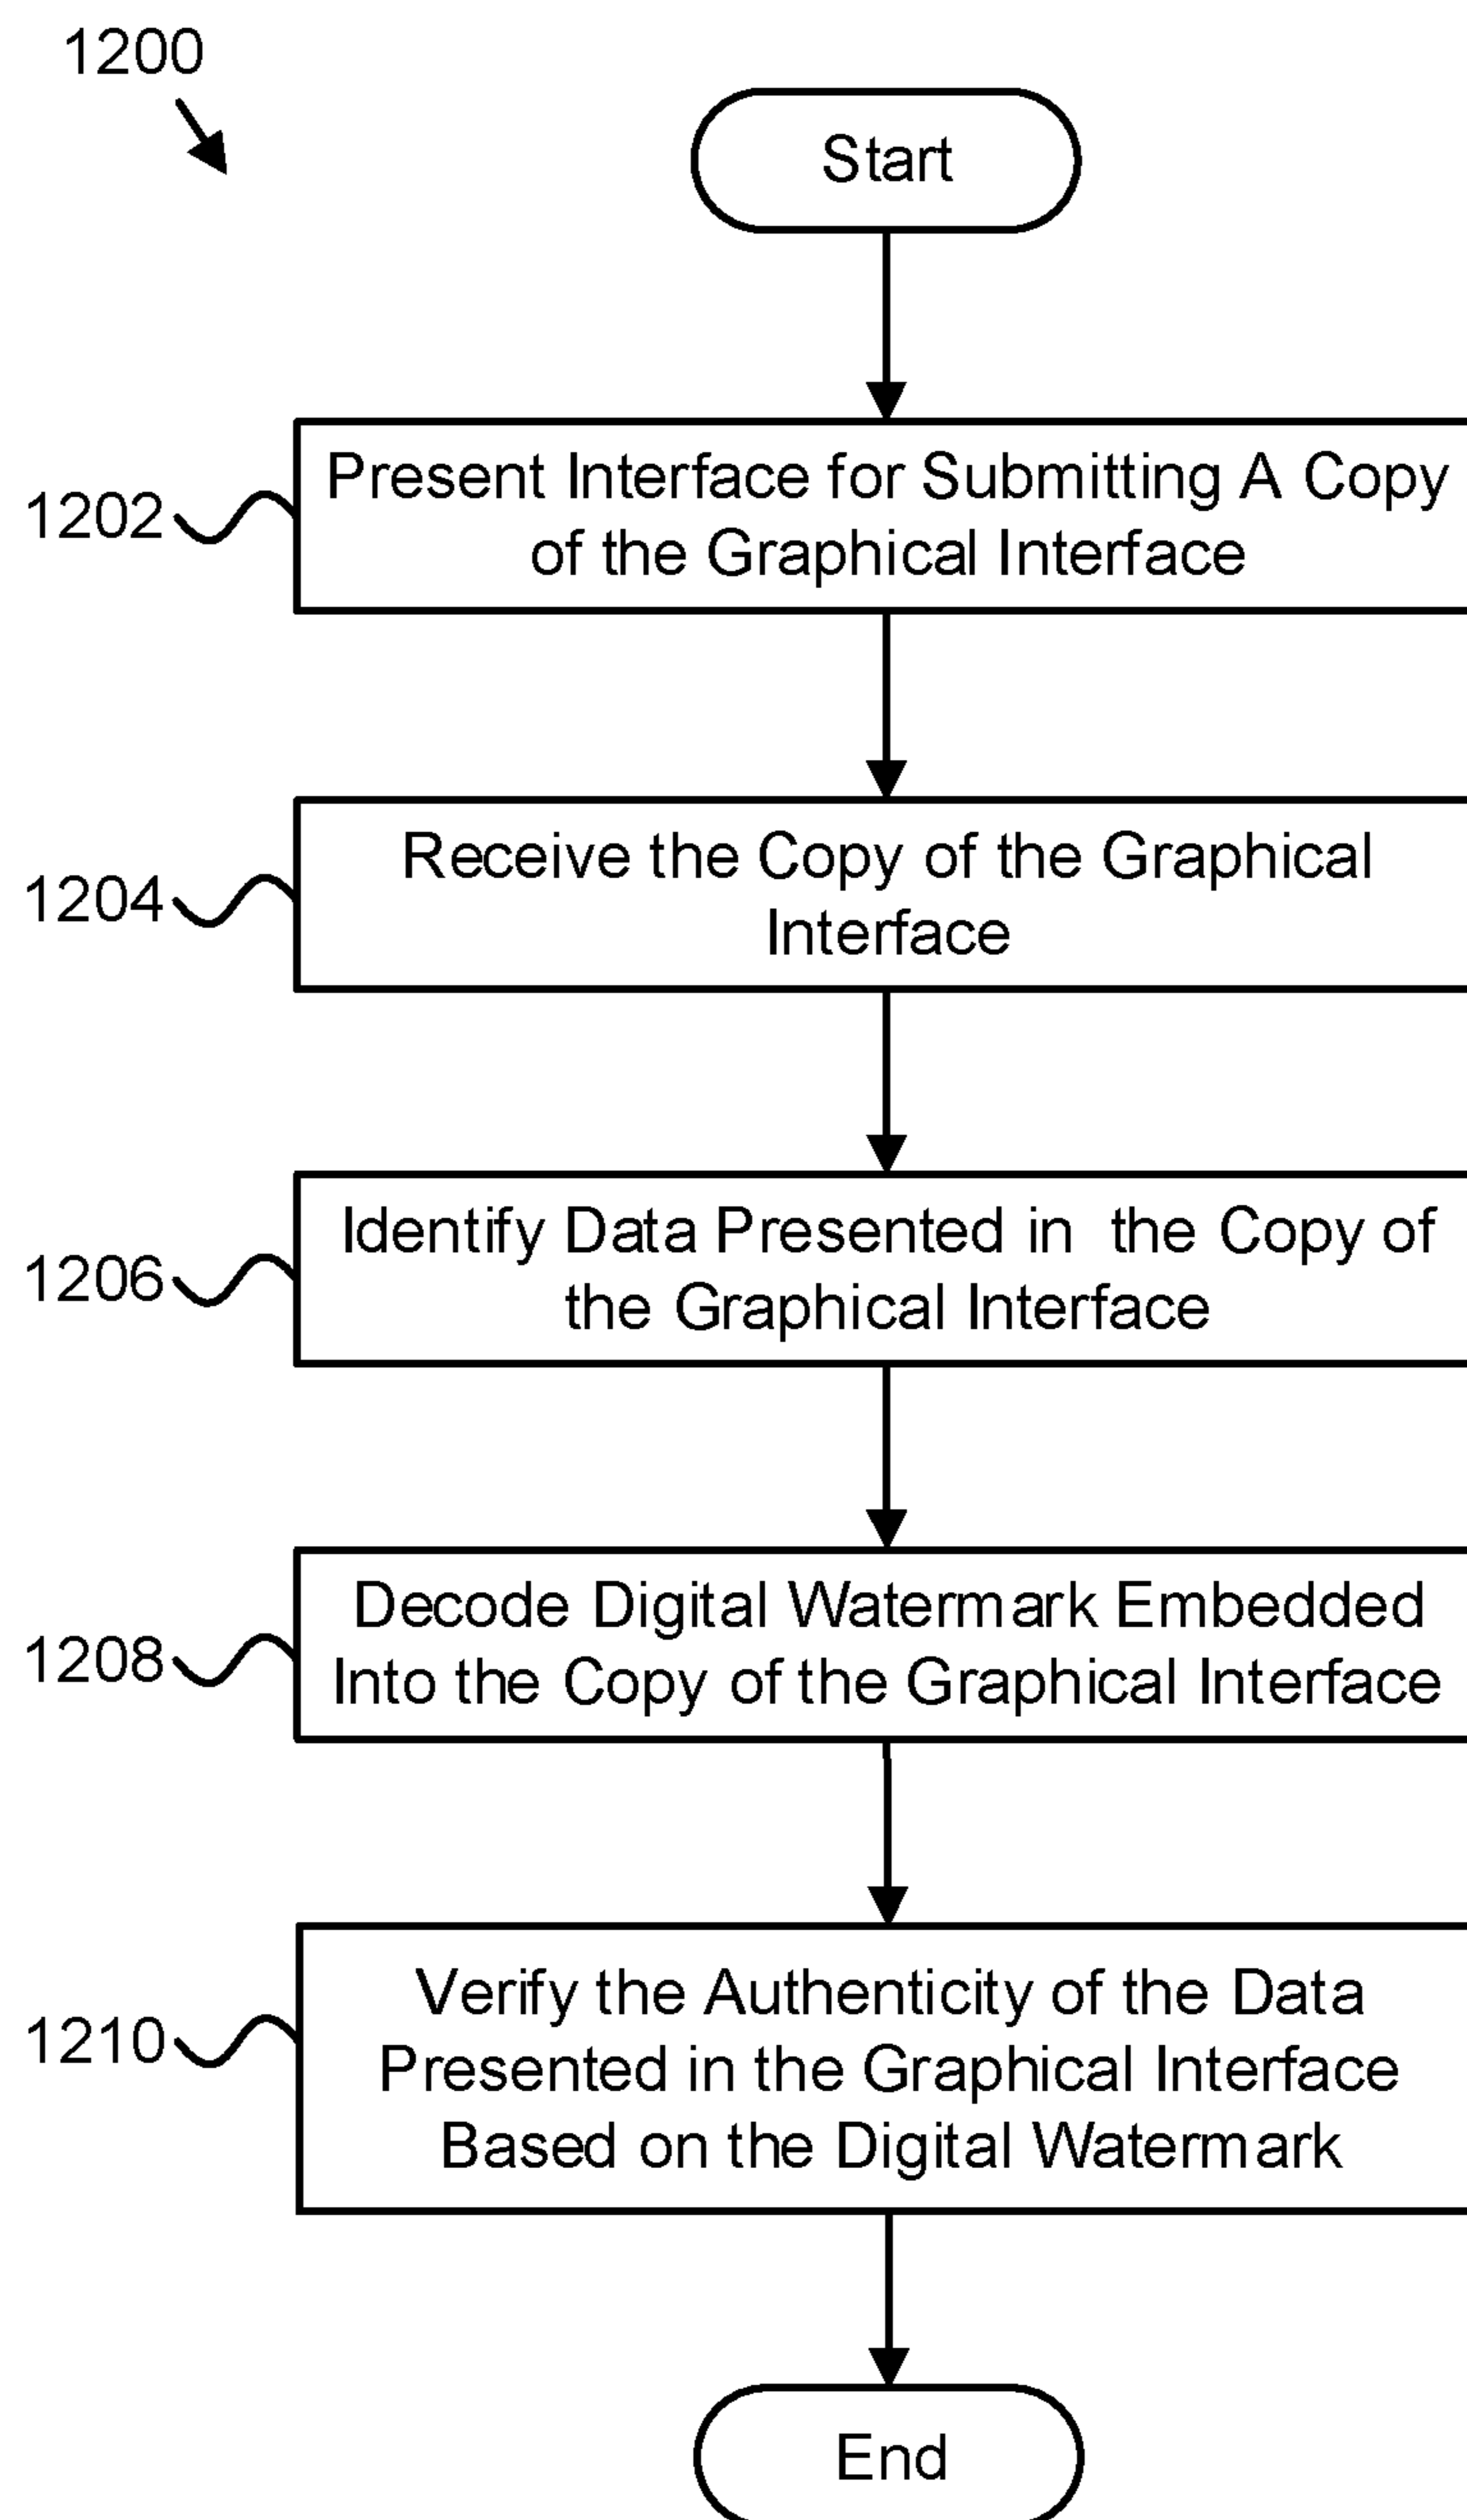 1200
Start
1202
Present Interface for Submitting A Copy
of the Graphical Interface
1204
Receive the Copy of the Graphical
Interface
1206
Identify Data Presented in the Copy of
the Graphical Interface
1208
Decode Digital Watermark Embedded
Into the Copy of the Graphical Interface
1210
Verify the Authenticity of the Data
Presented in the Graphical Interface
Based on the Digital Watermark
End